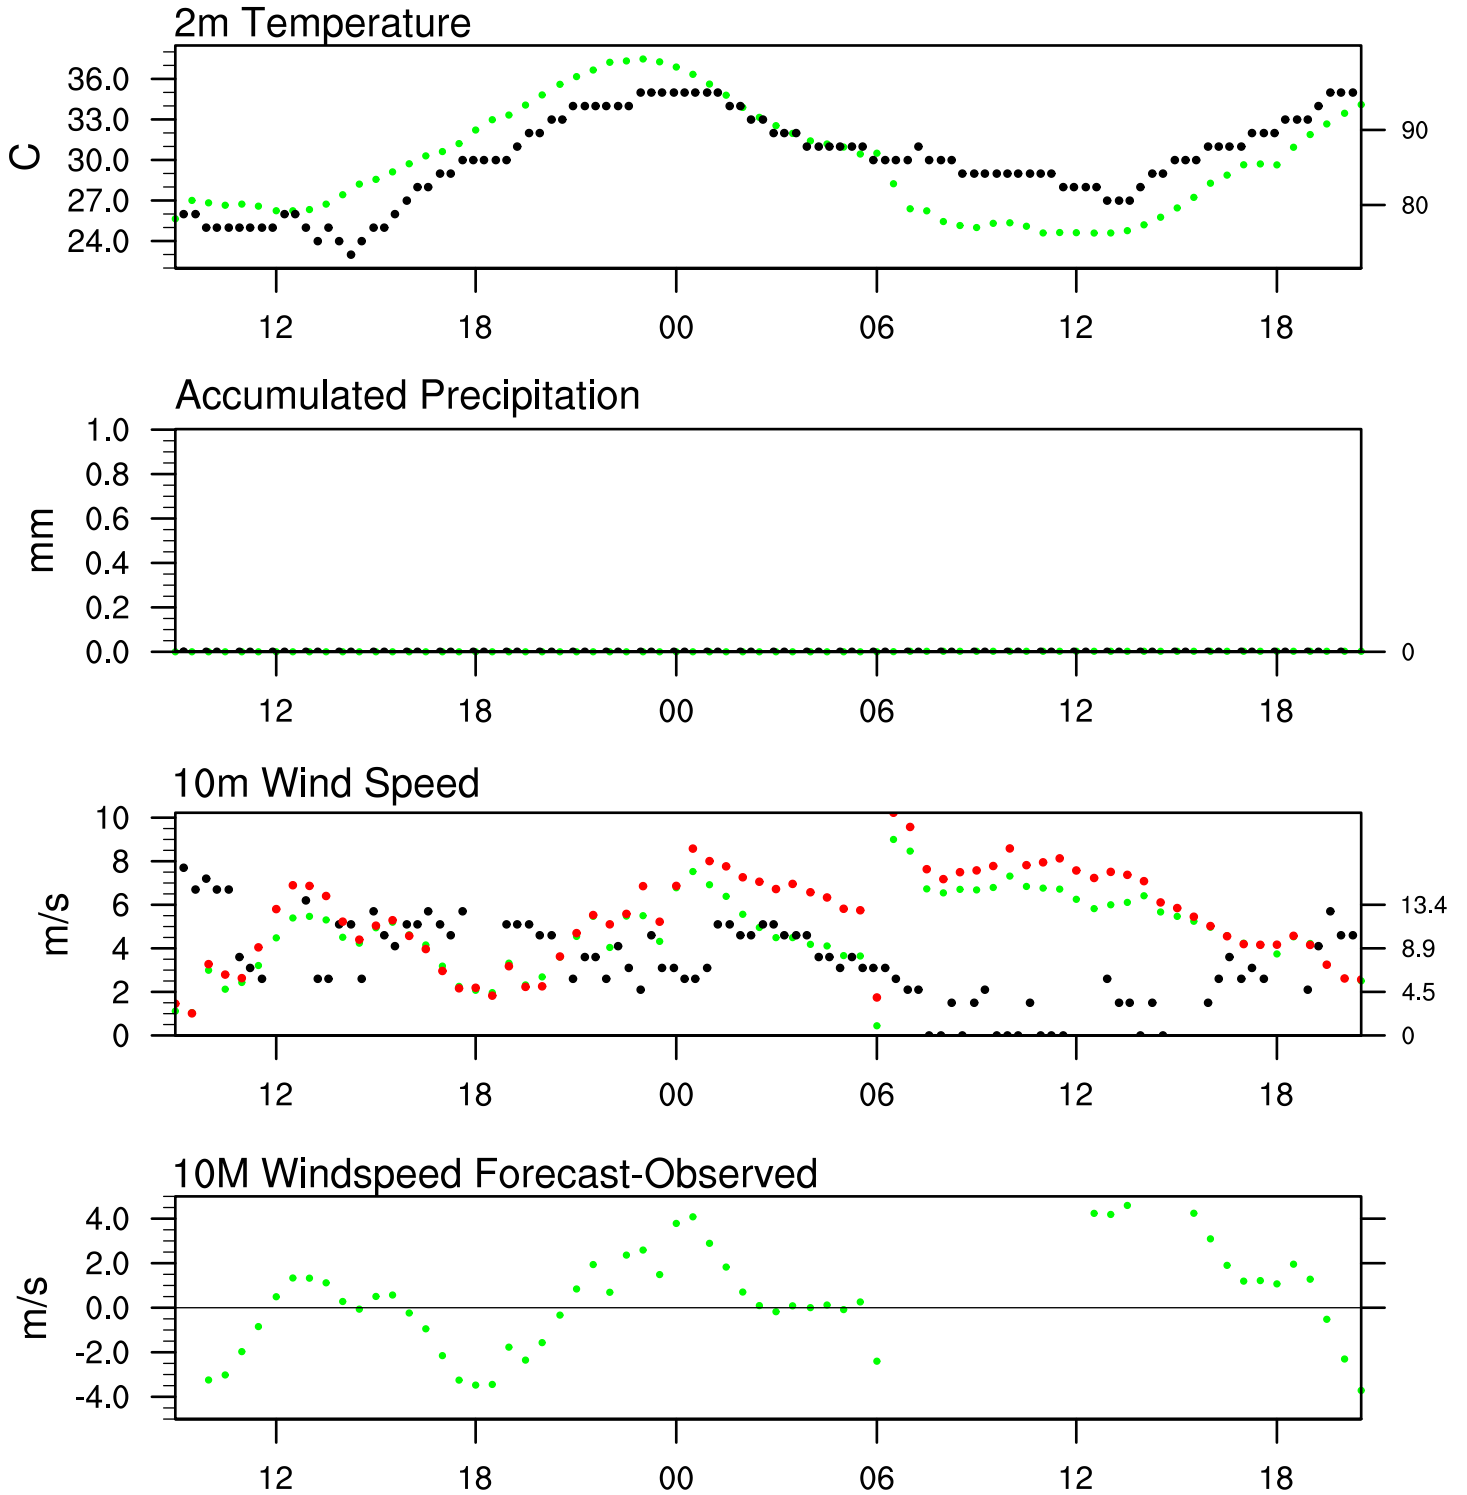 2m Temperature
36.0
33.0
30.0
27.0
24.0
C
90
80
12 18 00 06 12 18
Accumulated Precipitation
1.0
0.8
0.6
0.4
0.2
0.0
mm
0
12 18 00 06 12 18
10m Wind Speed
10
8
6
4
2
0
m/s
13.4
8.9
4.5
0
12 18 00 06 12 18
10M Windspeed Forecast-Observed
4.0
2.0
0.0
-2.0
-4.0
m/s
12 18 00 06 12 18